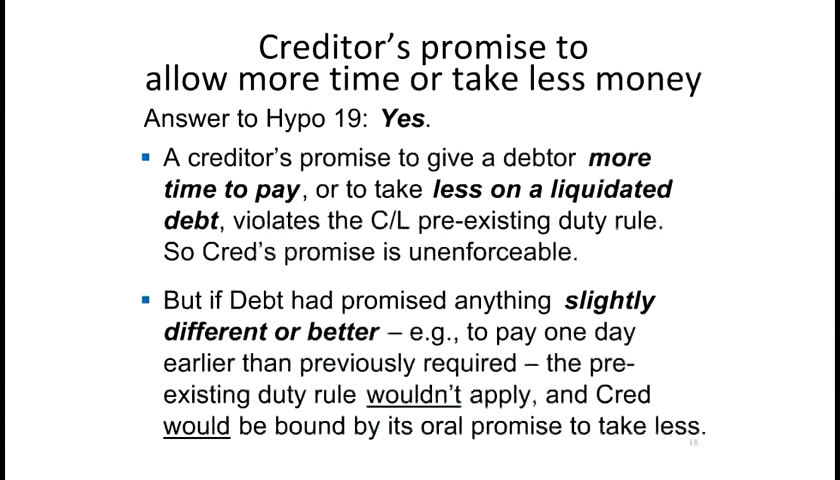 Creditor's promise to
allow more time or take less money
Answer to Hypo 19: Yes.
▪ A creditor's promise to give a debtor more
time to pay, or to take less on a liquidated
debt, violates the C/L pre-existing duty rule.
So Cred's promise is unenforceable.
▪ But if Debt had promised anything slightly
different or better – e.g., to pay one day
earlier than previously required – the pre-
existing duty rule wouldn't apply, and Cred
would be bound by its oral promise to take less.
18